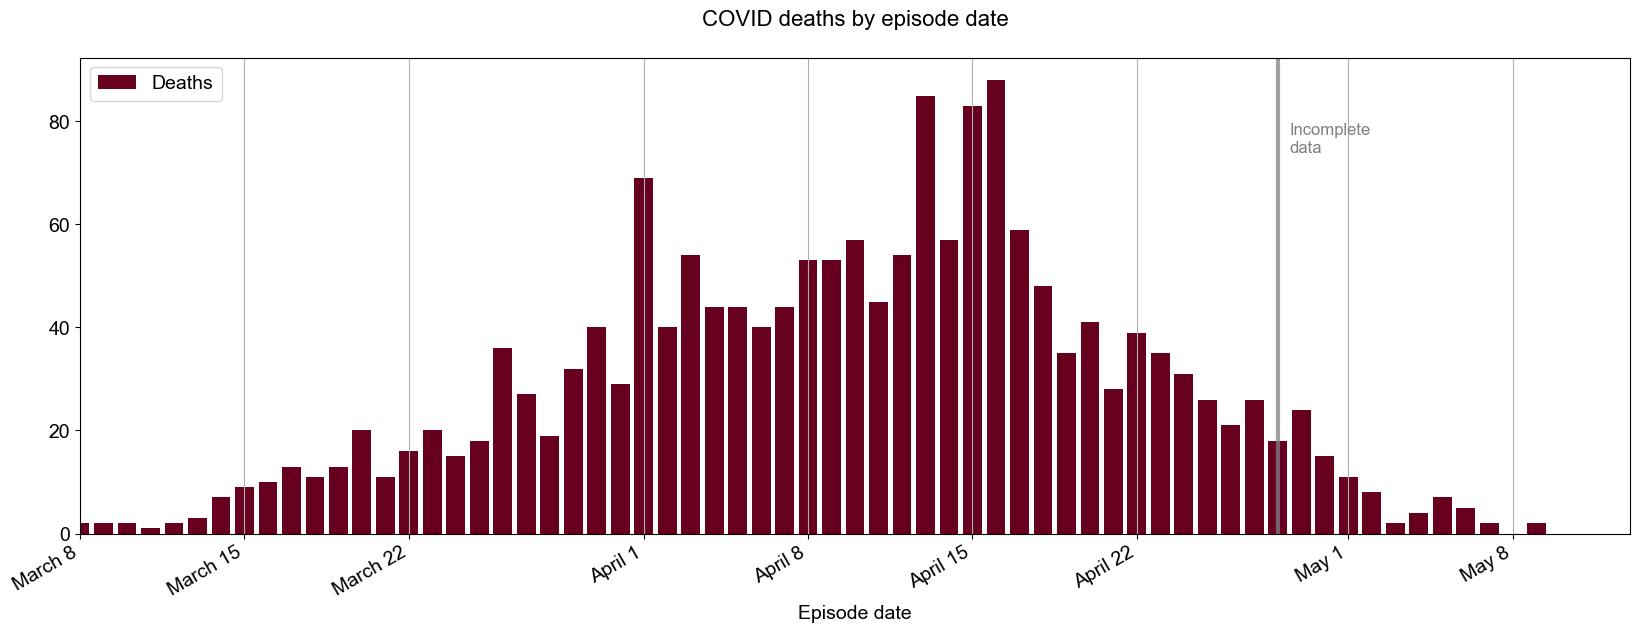 COVID deaths by episode date
Deaths
80
60
40
20
0
Incomplete
data
March 8
March 15
March 22
April 1
April 8
April 15
April 22
May 1
May 8
Episode date